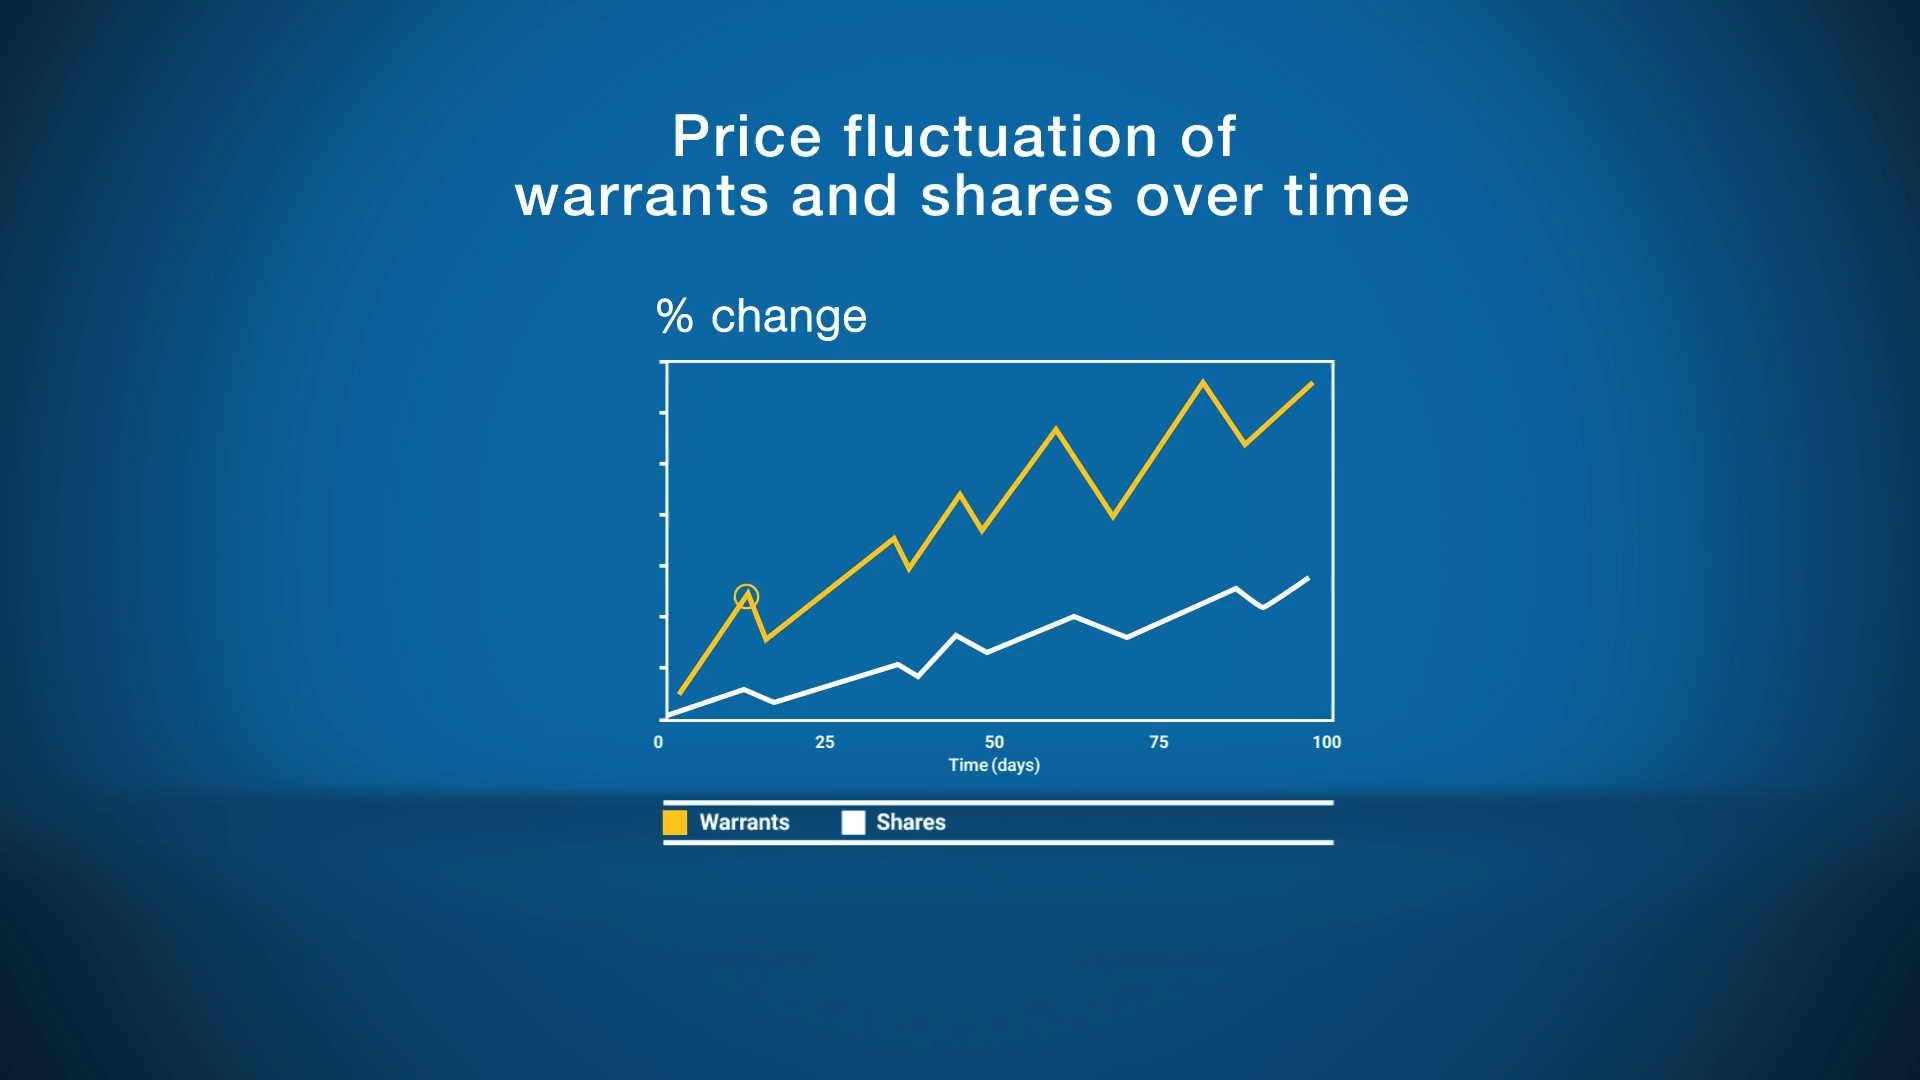 Price fluctuation of
warrants and shares over time
% change
0 25 50 75 100
Time (days)
Warrants Shares